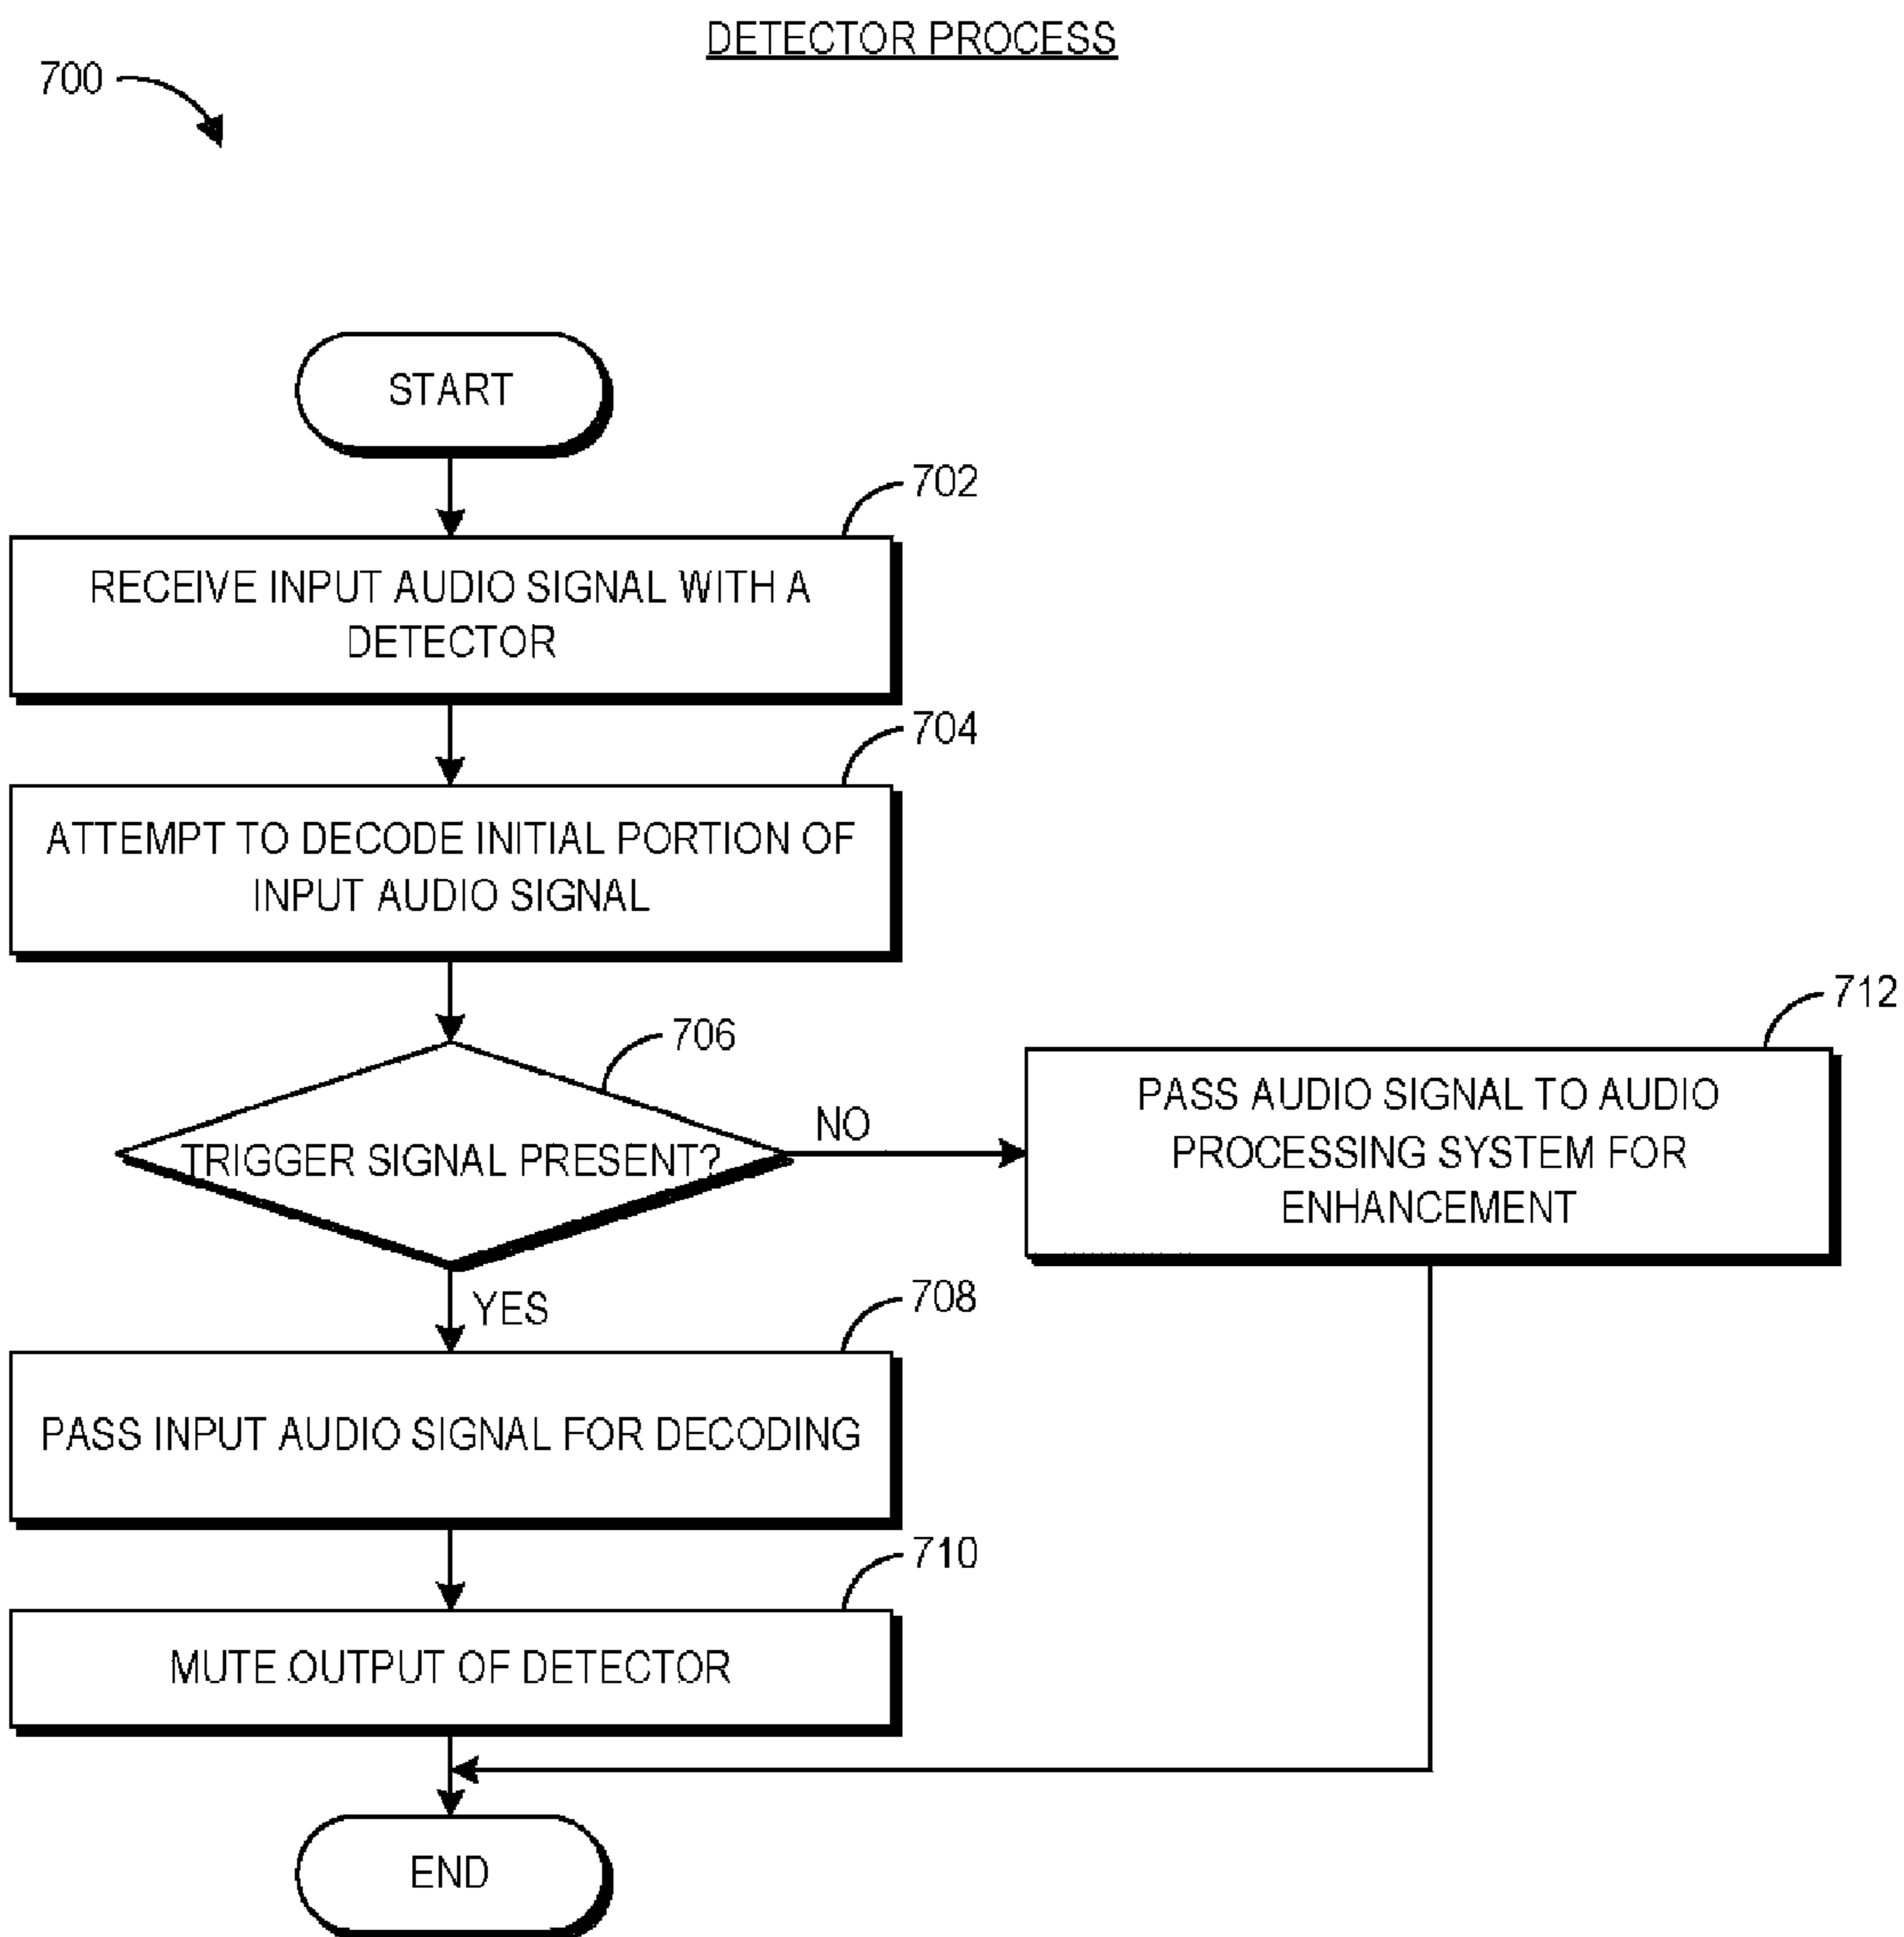 DETECTOR PROCESS
700
START
702
RECEIVE INPUT AUDIO SIGNAL WITH A
DETECTOR
704
ATTEMPT TO DECODE INITIAL PORTION OF
INPUT AUDIO SIGNAL
706
TRIGGER SIGNAL PRESENT?
NO
712
PASS AUDIO SIGNAL TO AUDIO
PROCESSING SYSTEM FOR
ENHANCEMENT
YES
708
PASS INPUT AUDIO SIGNAL FOR DECODING
710
MUTE OUTPUT OF DETECTOR
END